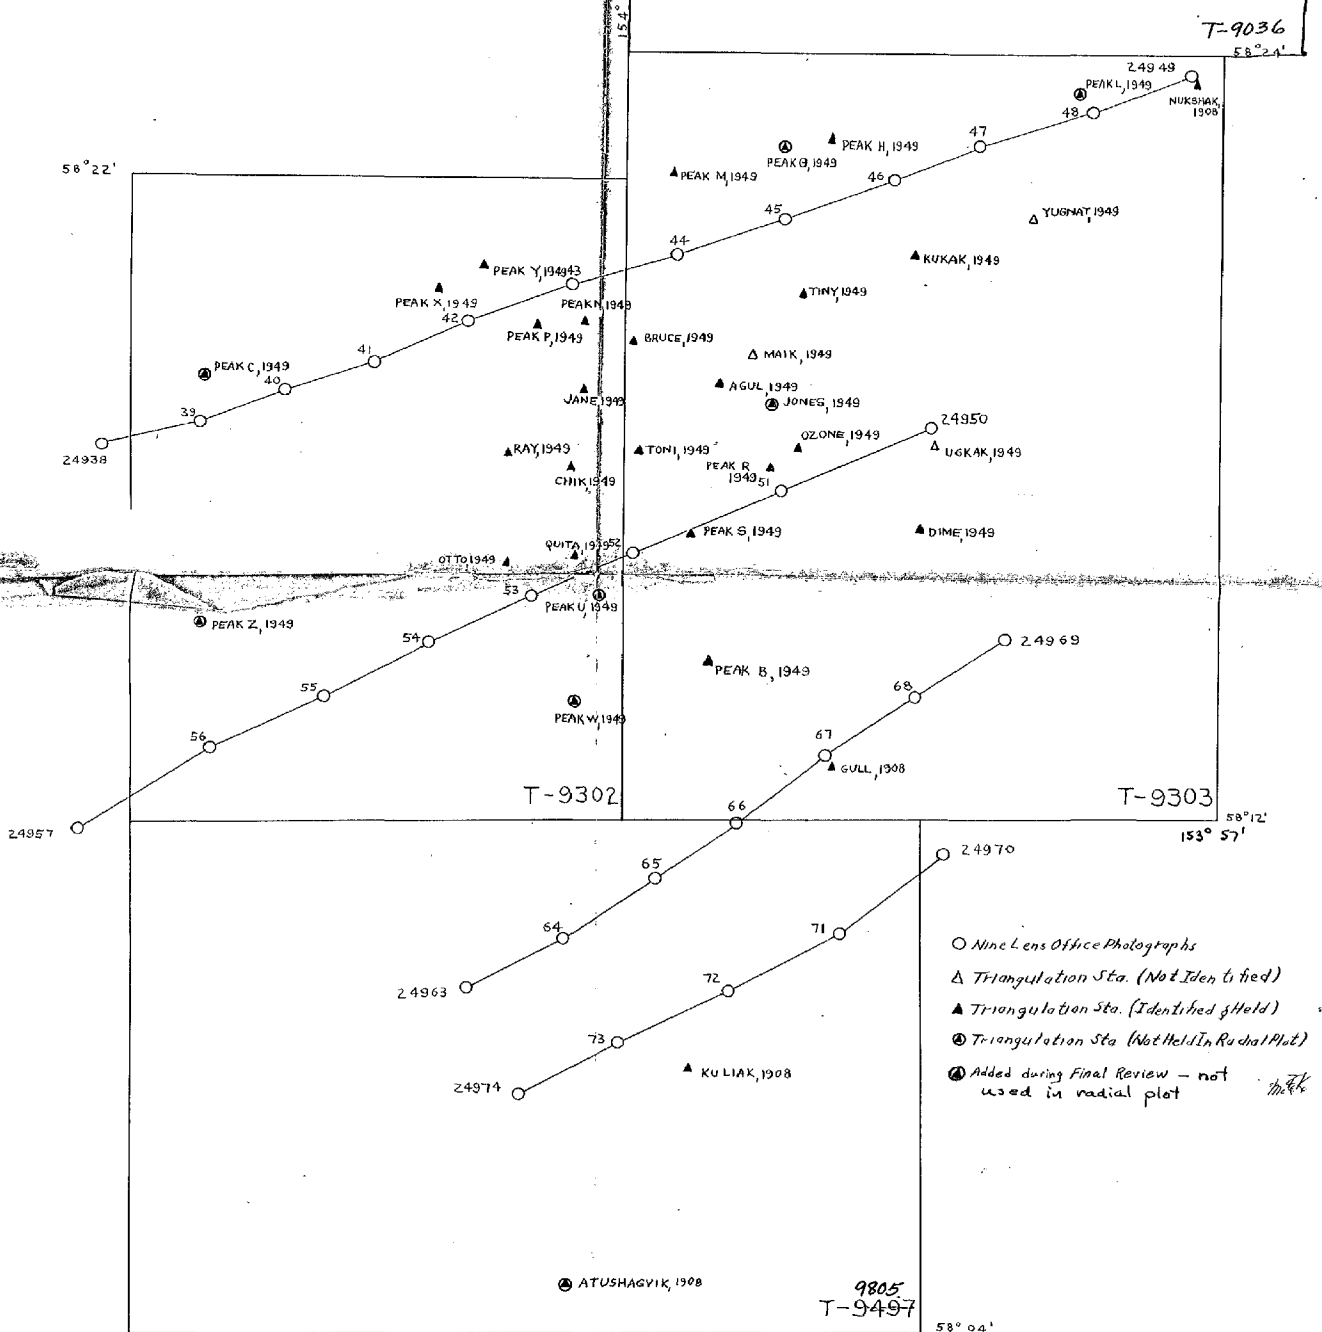 T-9036
154°
58°24'
24949
PEAK L, 1949
NUKSHAK,
1908
48
47
PEAK H, 1949
PEAK G, 1949
58°22'
PEAK M, 1949
46
45
YUGNAT, 1949
44
KUKAK, 1949
PEAK Y, 1949
43
PEAK X, 1949
TINY, 1949
PEAK N, 1949
42
PEAK P, 1949
BRUCE, 1949
41
MAIK, 1949
PEAK C, 1949
40
AGUL, 1949
JANE, 1949
JONES, 1949
39
24950
OZONE, 1949
24938
RAY, 1949
TONI, 1949
UGKAK, 1949
PEAK R
1949
51
CHIK, 1949
PEAK S, 1949
DIME, 1949
QUITA, 1949
52
OTTO, 1949
53
PEAK U, 1949
PEAK Z, 1949
54
24969
PEAK B, 1949
55
68
PEAK W, 1949
56
67
GULL, 1908
T-9302
66
T-9303
24957
58°12'
153° 57'
24970
65
64
71
Nine Lens Office Photographs
24963
72
Triangulation Sta. (Not Identified)
Triangulation Sta. (Identified & Held)
73
Triangulation Sta (Not Held In Radial Plot)
KULIAK, 1908
Added during Final Review - not
used in radial plot
24974
ATUSHAGVIK, 1908
9805
T-9497
58° 04'